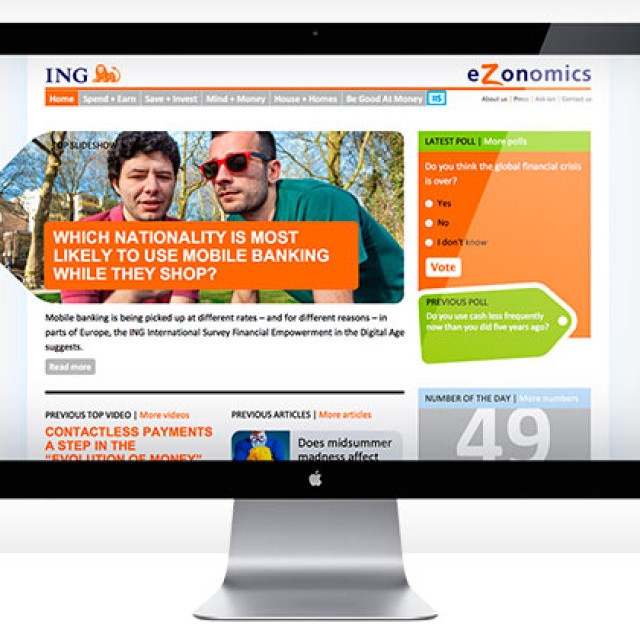 ING
eZonomics
Home Spend + Earn Save + Invest Mind + Money House + Homes Be Good At Money
About us | Press | Ask Ian | Contact us
TOP SLIDESHOW
WHICH NATIONALITY IS MOST
LIKELY TO USE MOBILE BANKING
WHILE THEY SHOP?
Mobile banking is being picked up at different rates – and for different reasons – in
parts of Europe, the ING International Survey Financial Empowerment in the Digital Age
suggests.
Read more
LATEST POLL | More polls
Do you think the global financial crisis
is over?
Yes
No
I don't know
Vote
PREVIOUS POLL
Do you use cash less frequently
now than you did five years ago?
PREVIOUS TOP VIDEO | More videos
CONTACTLESS PAYMENTS
A STEP IN THE
"EVOLUTION OF MONEY"
PREVIOUS ARTICLES | More articles
Does midsummer
madness affect
NUMBER OF THE DAY | More numbers
49